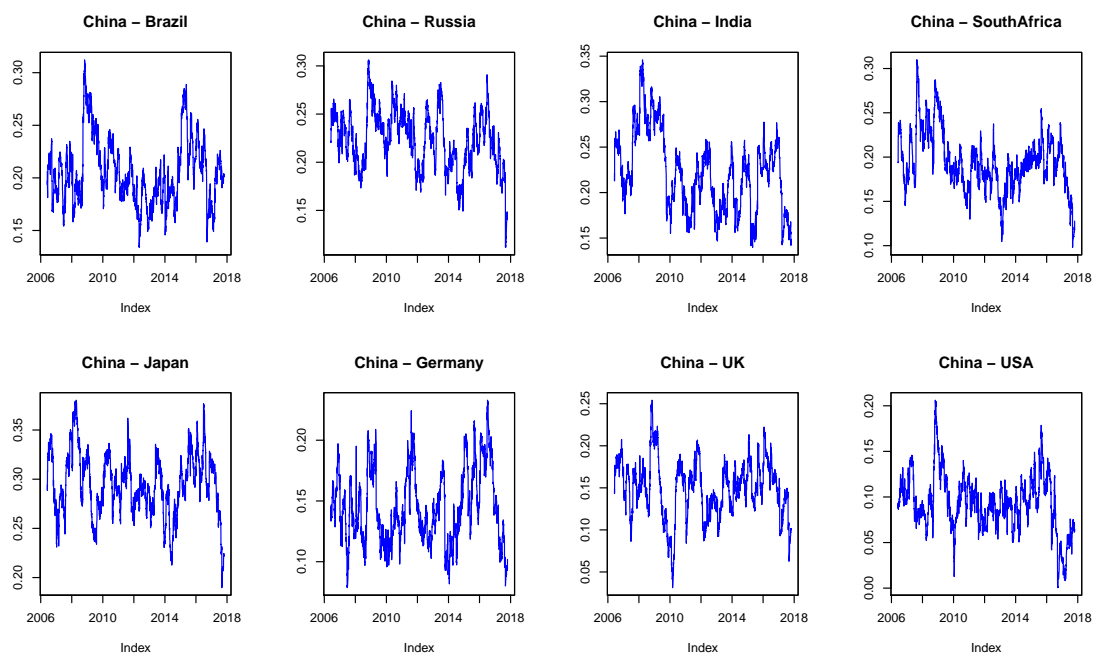 China – Brazil
China – Russia
China – India
China – SouthAfrica
0.15 0.20 0.25 0.30
0.15 0.20 0.25 0.30
0.15 0.20 0.25 0.30 0.35
0.10 0.15 0.20 0.25 0.30
2006 2010 2014 2018
2006 2010 2014 2018
2006 2010 2014 2018
2006 2010 2014 2018
Index
Index
Index
Index
China – Japan
China – Germany
China – UK
China – USA
0.20 0.25 0.30 0.35
0.10 0.15 0.20
0.05 0.10 0.15 0.20 0.25
0.00 0.05 0.10 0.15 0.20
2006 2010 2014 2018
2006 2010 2014 2018
2006 2010 2014 2018
2006 2010 2014 2018
Index
Index
Index
Index